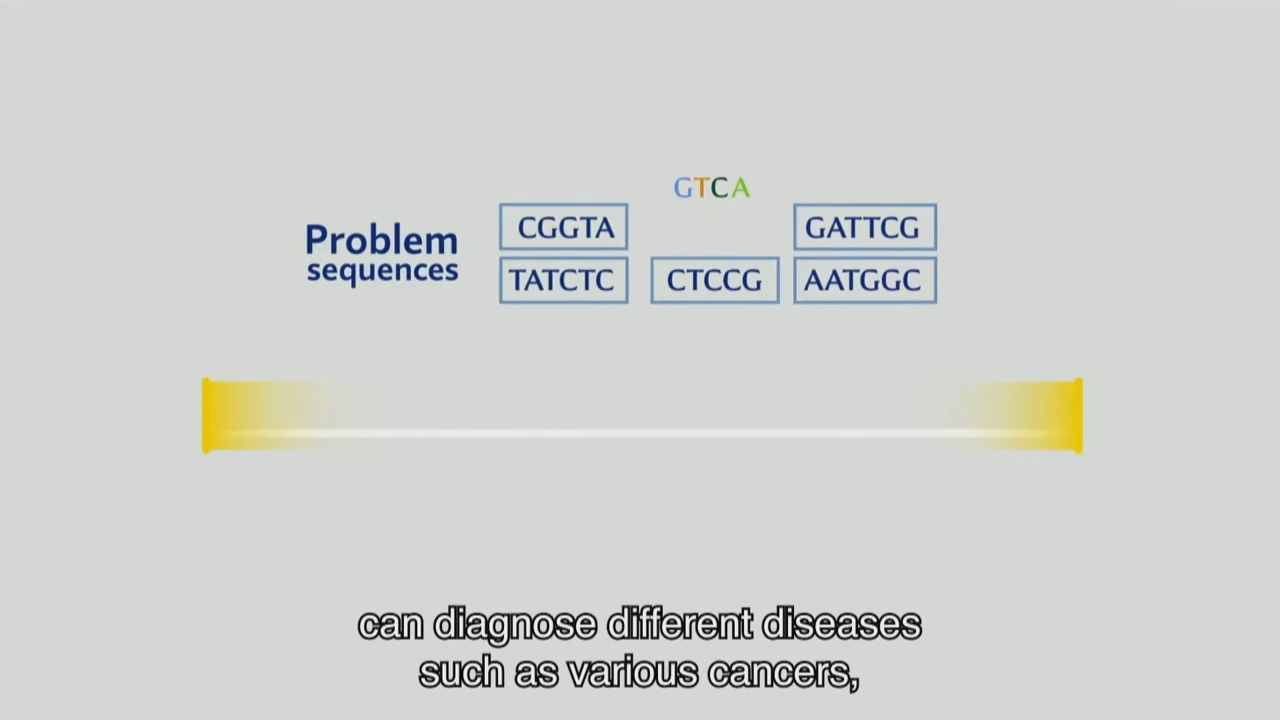 GTCA
Problem
sequences
CGGTA
GATTCG
TATCTC
CTCCG
AATGGC
can diagnose different diseases
such as various cancers,